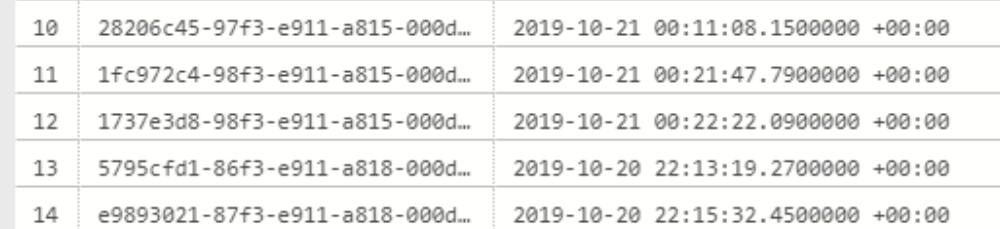 10 28206c45-97f3-e911-a815-000d… 2019-10-21 00:11:08.1500000 +00:00
11 1fc972c4-98f3-e911-a815-000d… 2019-10-21 00:21:47.7900000 +00:00
12 1737e3d8-98f3-e911-a815-000d… 2019-10-21 00:22:22.0900000 +00:00
13 5795cfd1-86f3-e911-a818-000d… 2019-10-20 22:13:19.2700000 +00:00
14 e9893021-87f3-e911-a818-000d… 2019-10-20 22:15:32.4500000 +00:00